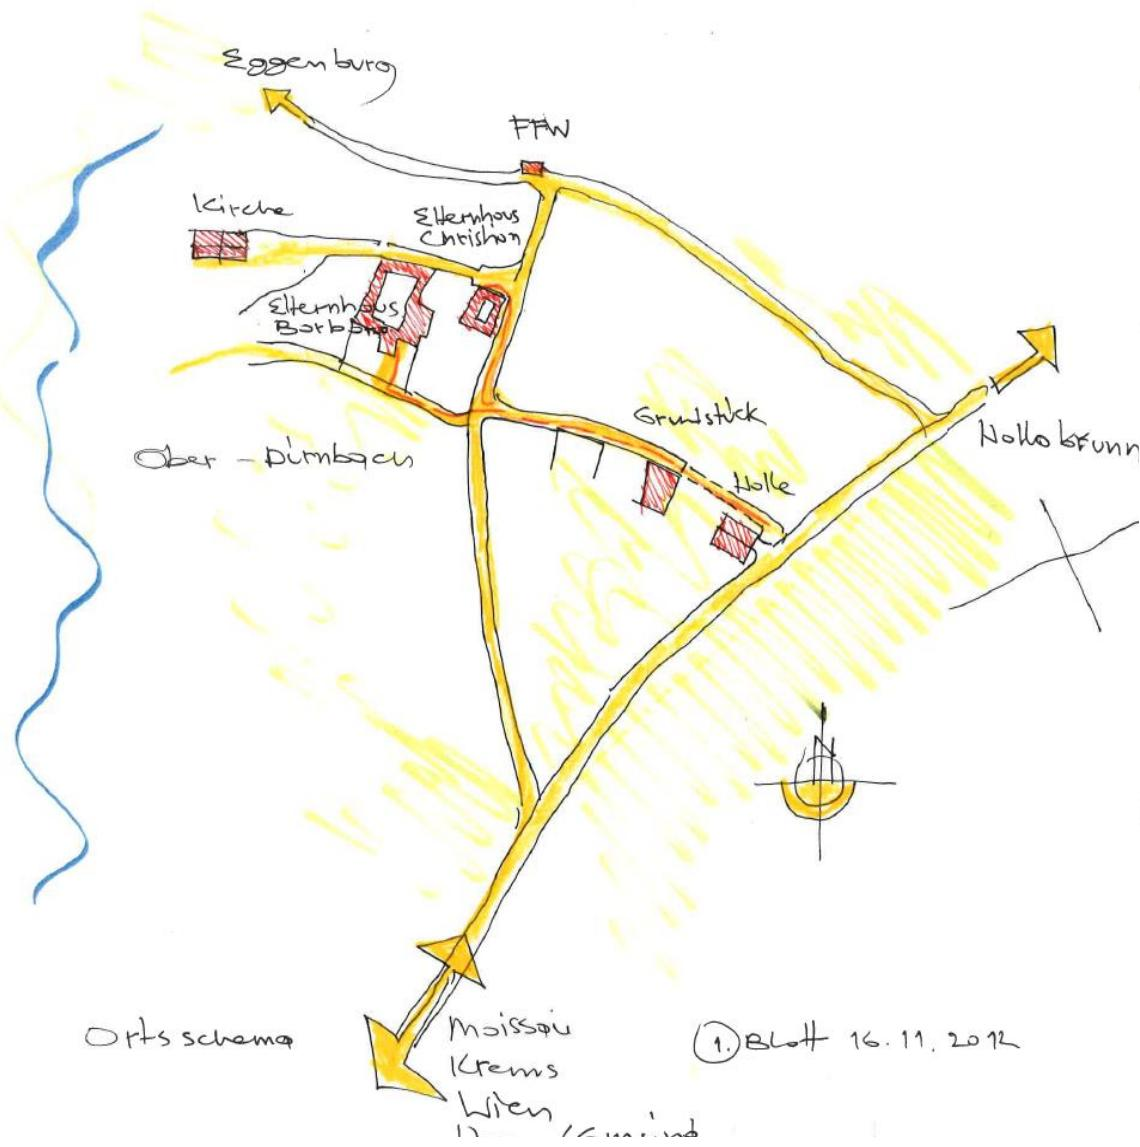 Eggenburg
FFW
Kirche
Elternhaus
Christian
Elternhaus
Barbara
Grundstück
Ober-Dürnbach
Hollabrunn
Halle
N
Ortsschema
Maissau
Krems
Wien
1. Blatt 16.11.2012